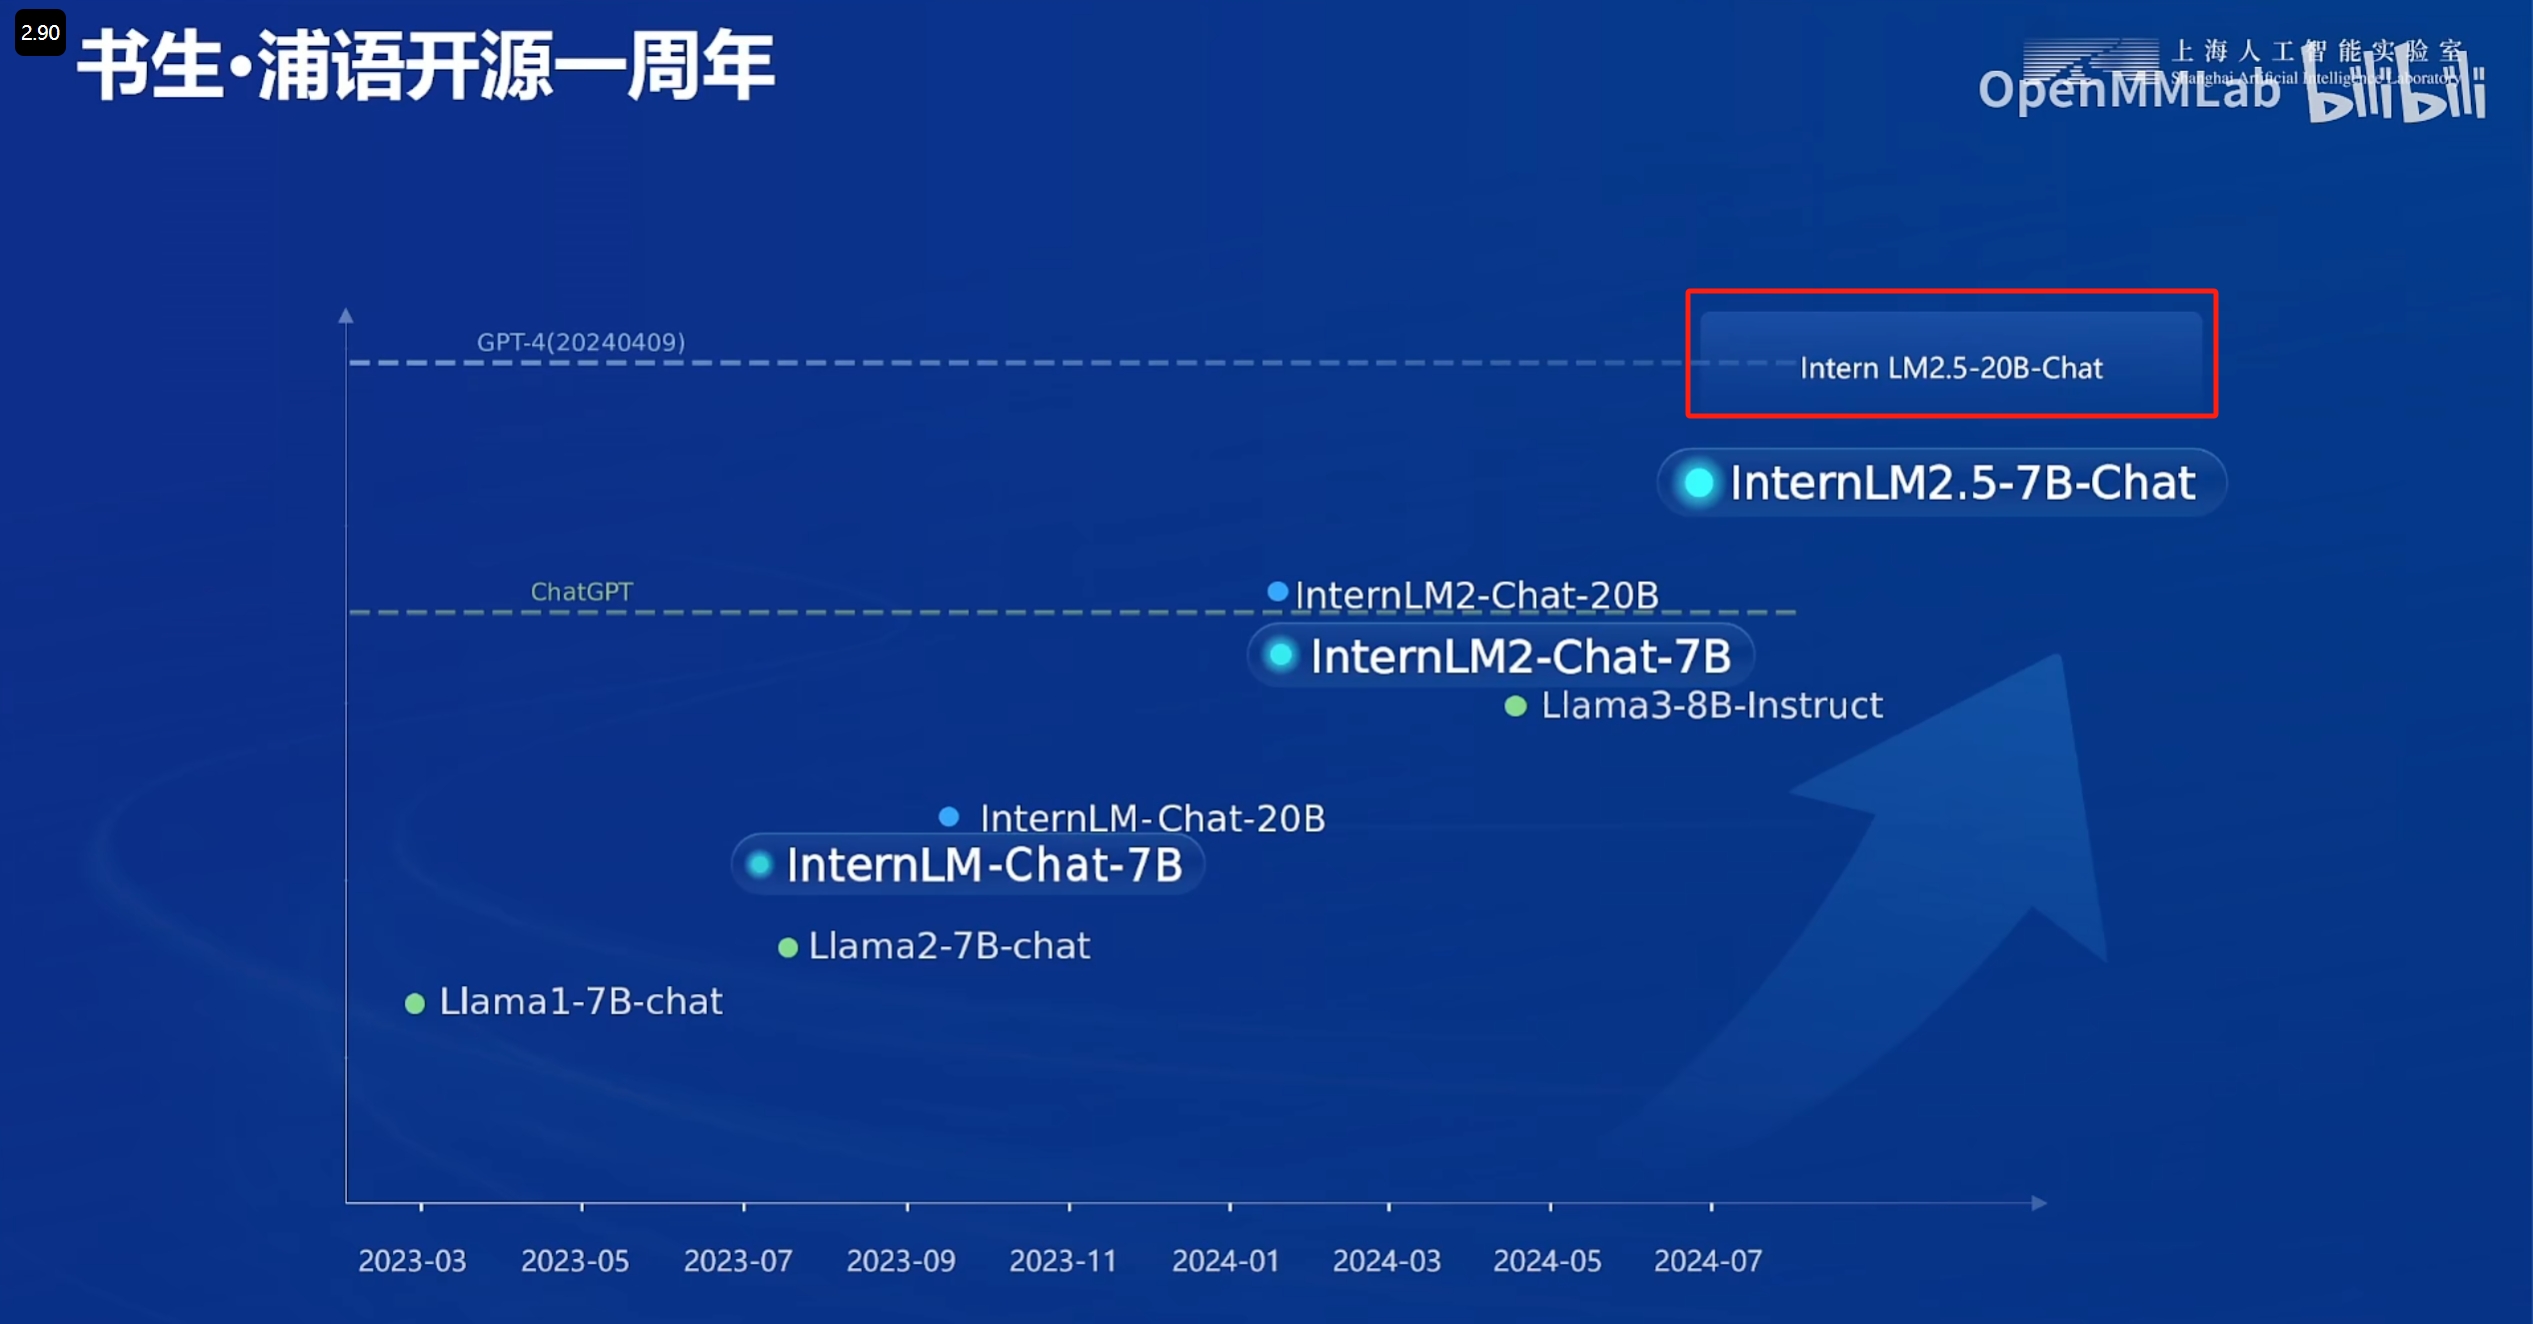 2.90
书生·浦语开源一周年
上海人工智能实验室
Shanghai Artificial Intelligence Laboratory
OpenMMLab bilibili
GPT-4(20240409)
Intern LM2.5-20B-Chat
InternLM2.5-7B-Chat
ChatGPT
InternLM2-Chat-20B
InternLM2-Chat-7B
Llama3-8B-Instruct
InternLM-Chat-20B
InternLM-Chat-7B
Llama2-7B-chat
Llama1-7B-chat
2023-03 2023-05 2023-07 2023-09 2023-11 2024-01 2024-03 2024-05 2024-07